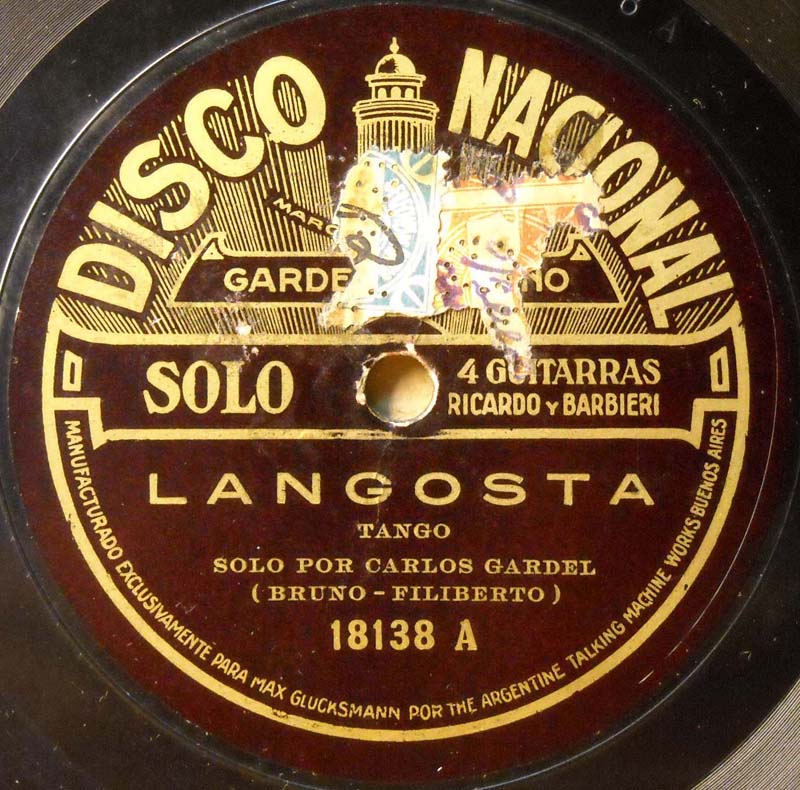 DISCO NACIONAL
SOLO
4 GUITARRAS
RICARDO Y BARBIERI
LANGOSTA
TANGO
SOLO POR CARLOS GARDEL
(BRUNO - FILIBERTO)
18138 A
MANUFACTURADO EXCLUSIVAMENTE PARA MAX GLUCKSMANN POR THE ARGENTINE TALKING MACHINE WORKS BUENOS AIRES